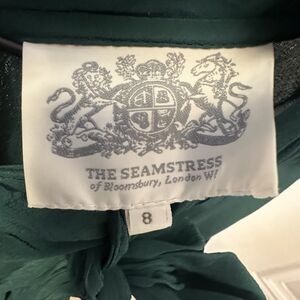 THE SEAMSTRESS
of Bloomsbury, London W1
8